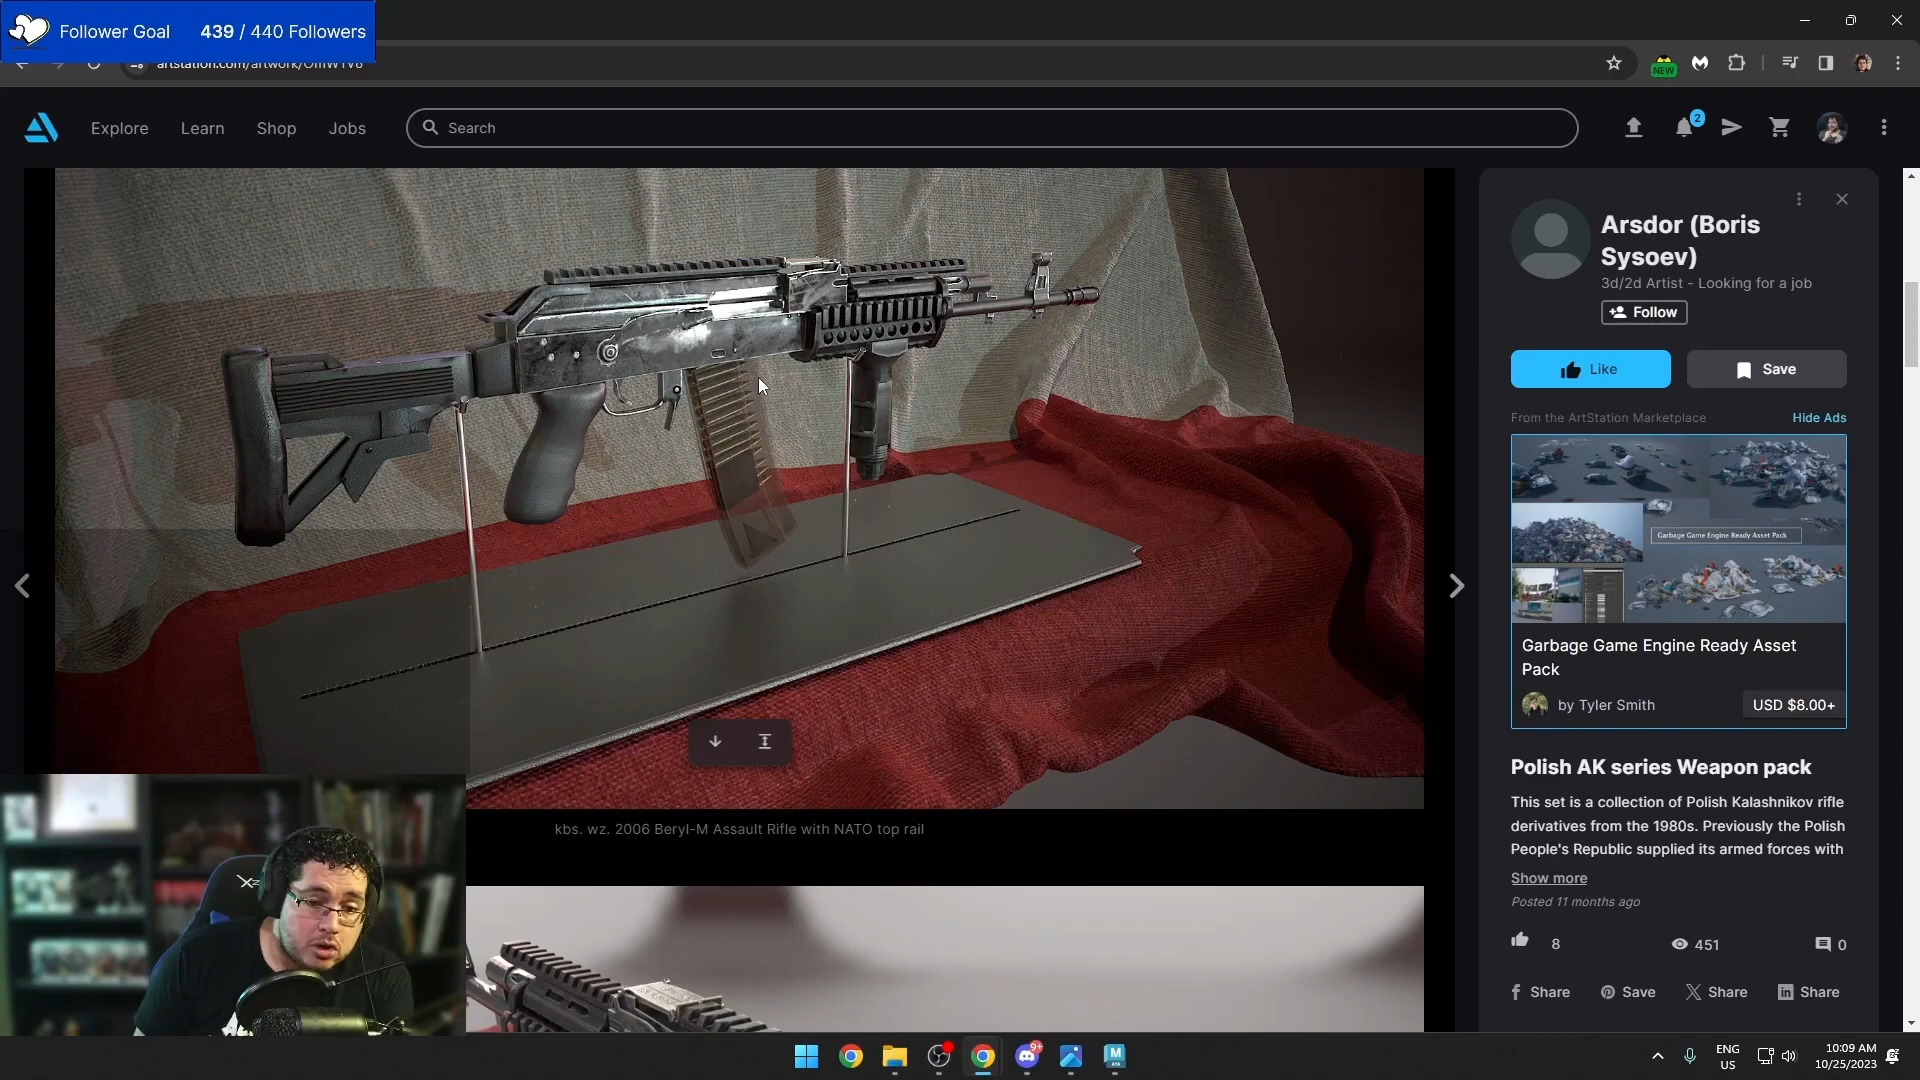 Follower Goal 439 / 440 Followers
Explore Learn Shop Jobs Search 2
NEW
Arsdor (Boris
Sysoev)
3d/2d Artist - Looking for a job
Follow
Like Save
From the ArtStation Marketplace Hide Ads
Garbage Game Engine Ready Asset Pack
Garbage Game Engine Ready Asset
Pack
by Tyler Smith USD $8.00+
Polish AK series Weapon pack
This set is a collection of Polish Kalashnikov rifle
derivatives from the 1980s. Previously the Polish
People's Republic supplied its armed forces with
Show more
Posted 11 months ago
8 451 0
Share Save Share Share
kbs. wz. 2006 Beryl-M Assault Rifle with NATO top rail
9+
M
ENG
US
10:09 AM
10/25/2023